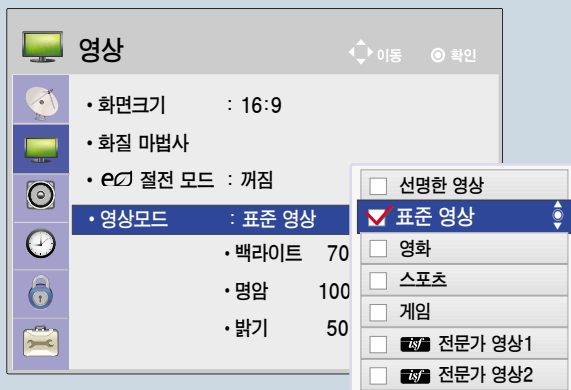 영상
이동 확인
• 화면크기 : 16:9
• 화질 마법사
• eco 절전 모드 : 꺼짐
• 영상모드 : 표준 영상
• 백라이트 70
• 명암 100
• 밝기 50
선명한 영상
표준 영상
영화
스포츠
게임
isf 전문가 영상1
isf 전문가 영상2